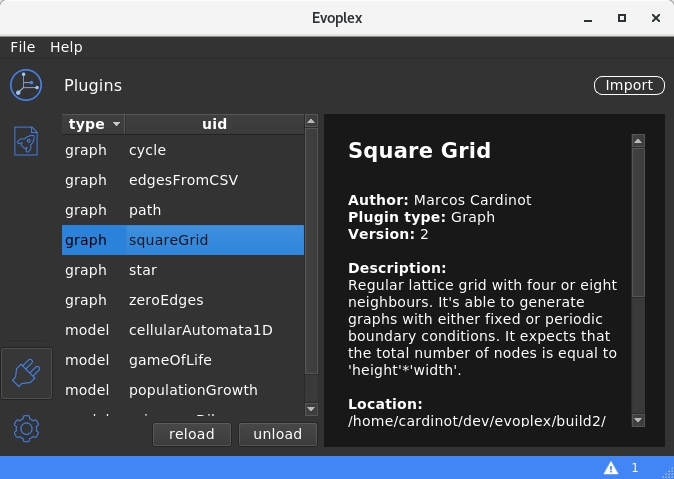 Evoplex
File Help
Plugins
Import
type uid
graph cycle
graph edgesFromCSV
graph path
graph squareGrid
graph star
graph zeroEdges
model cellularAutomata1D
model gameOfLife
model populationGrowth
reload unload
Square Grid
Author: Marcos Cardinot
Plugin type: Graph
Version: 2
Description:
Regular lattice grid with four or eight
neighbours. It's able to generate
graphs with either fixed or periodic
boundary conditions. It expects that
the total number of nodes is equal to
'height'*'width'.
Location:
/home/cardinot/dev/evoplex/build2/
1